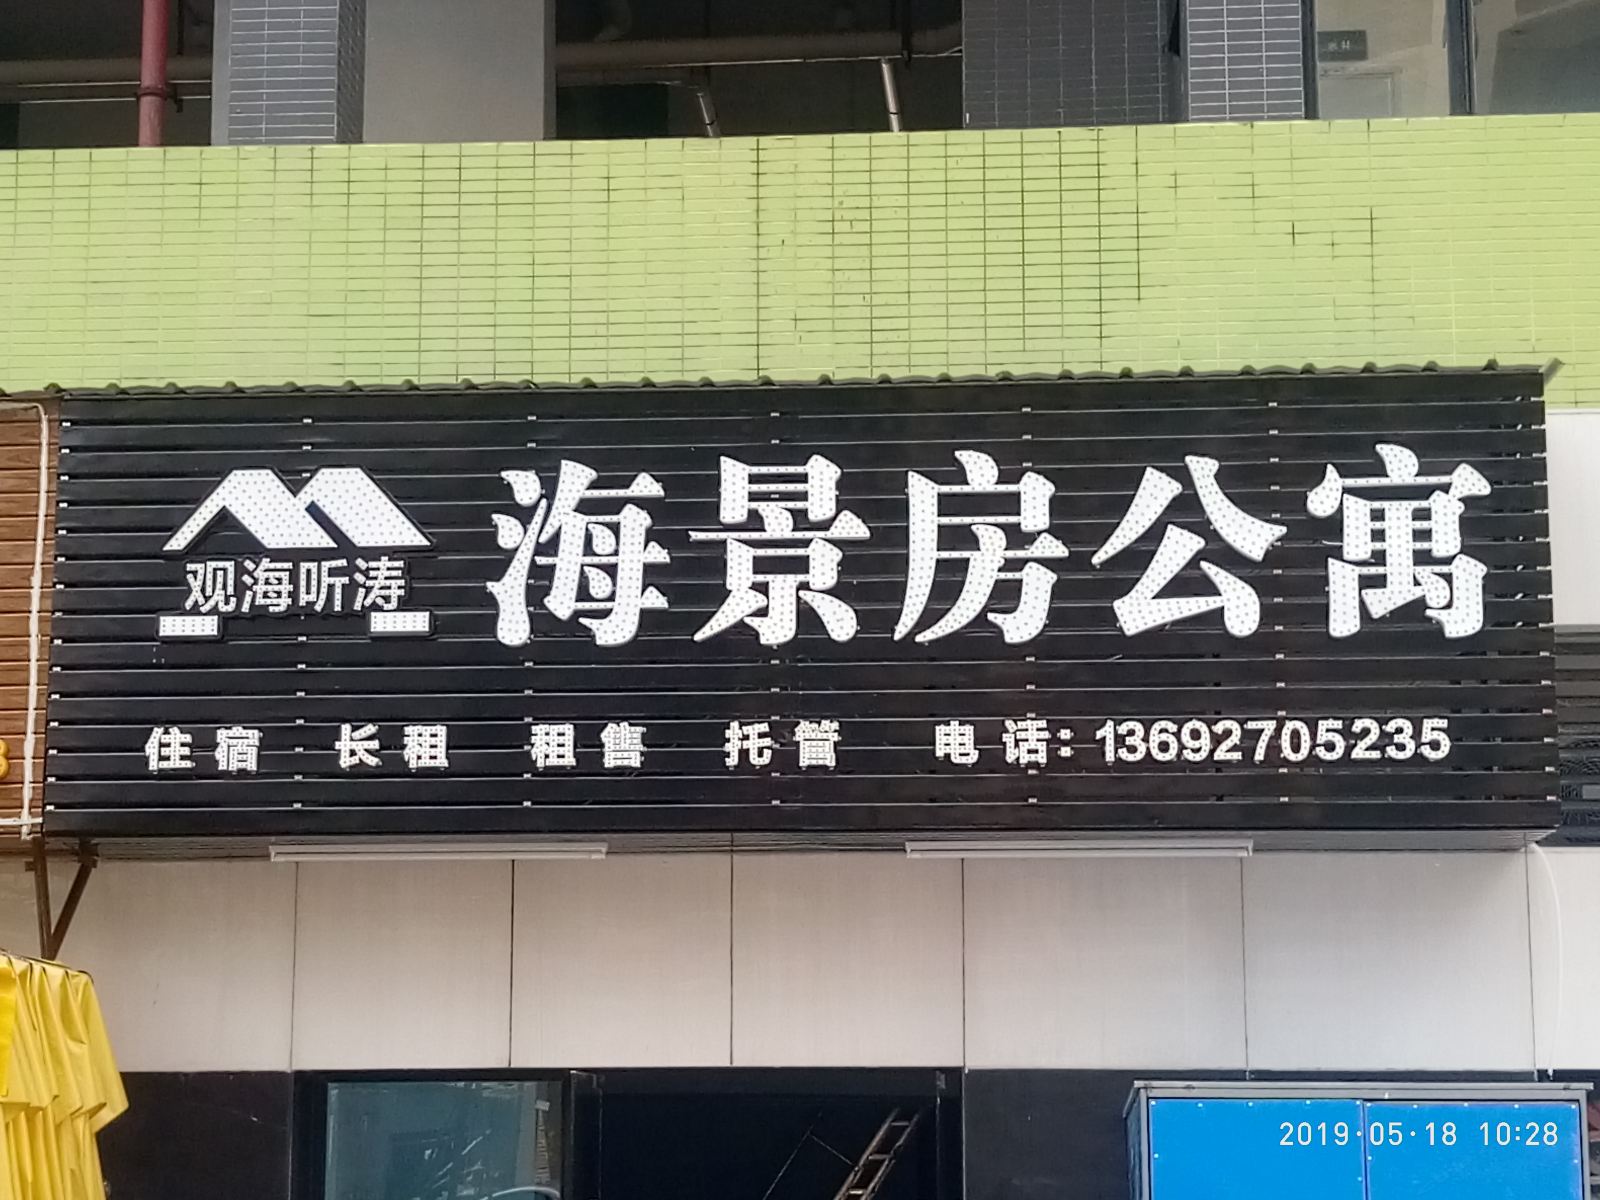 观海听涛
海景房公寓
住宿 长租 租售 托管 电话：13692705235
2019·05·18 10:28